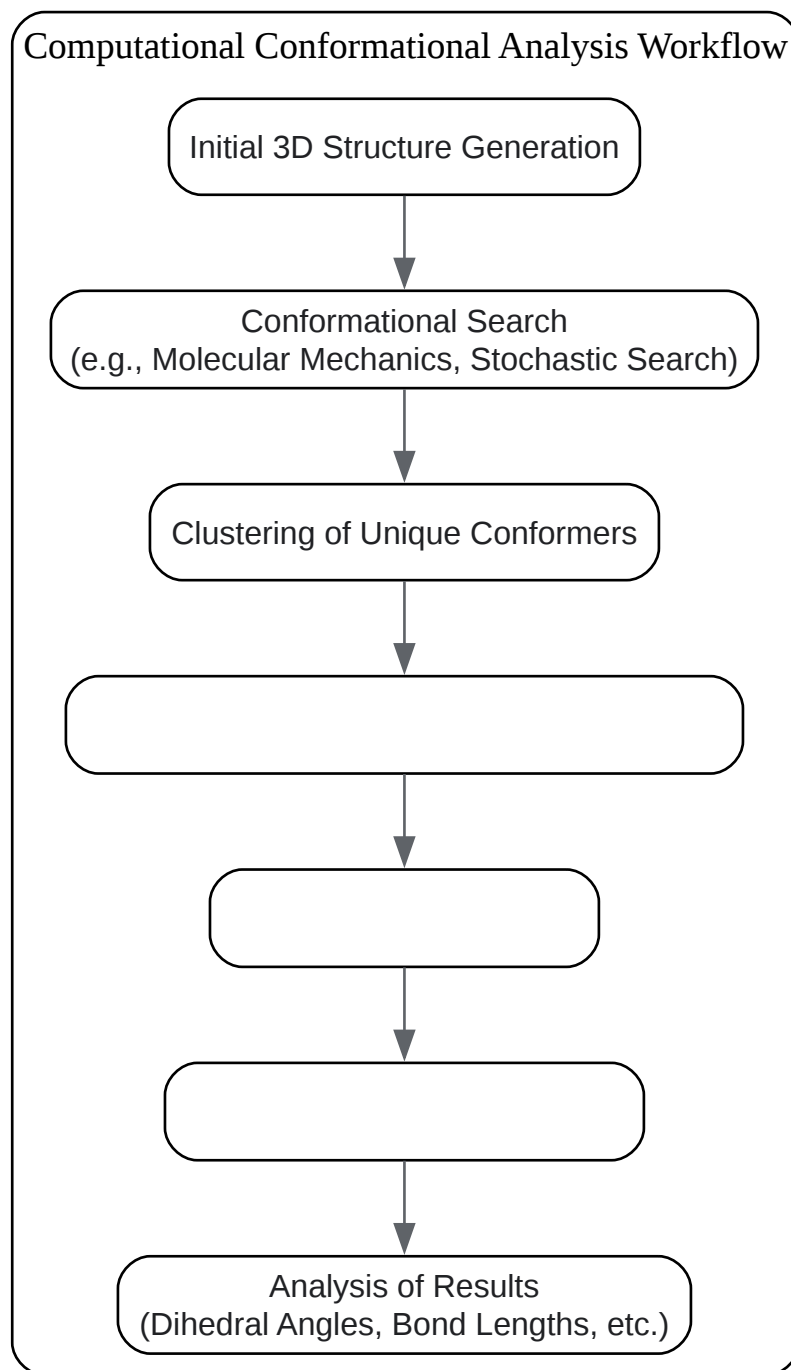 Computational Conformational Analysis Workflow
Initial 3D Structure Generation
Conformational Search
(e.g., Molecular Mechanics, Stochastic Search)
Clustering of Unique Conformers
Analysis of Results
(Dihedral Angles, Bond Lengths, etc.)